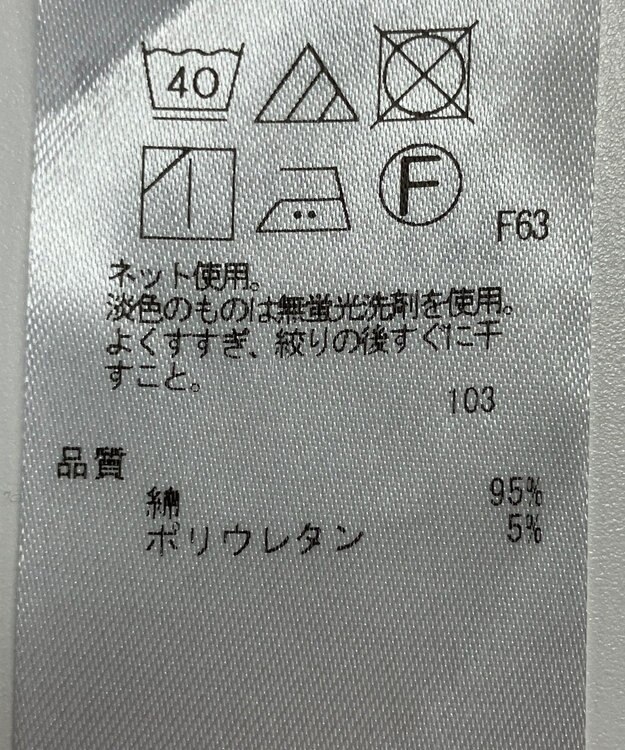 40
F
F63
ネット使用。
淡色のものは無蛍光洗剤を使用。
よくすすぎ、絞りの後すぐに干
すこと。
103
品質
綿 95%
ポリウレタン 5%